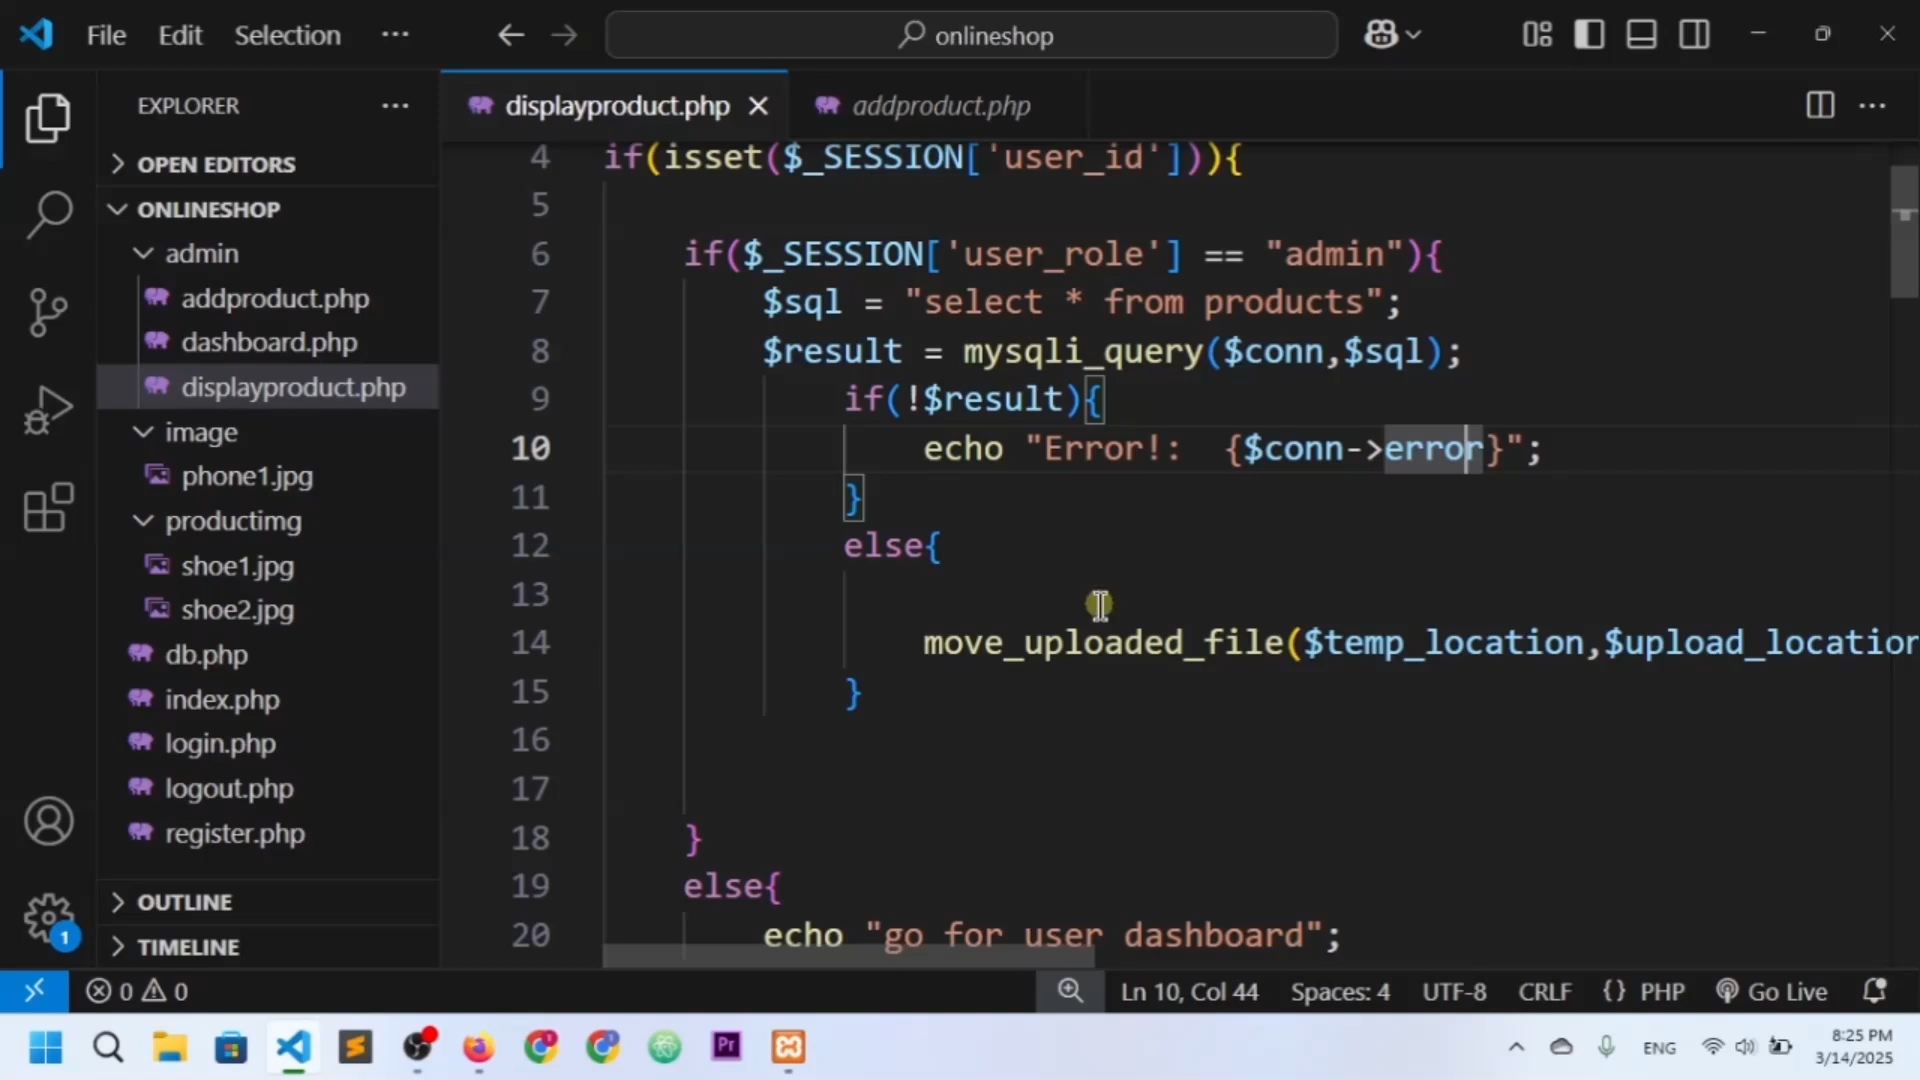 File Edit Selection ···
onlineshop
EXPLORER ···
displayproduct.php
addproduct.php
OPEN EDITORS
ONLINESHOP
admin
addproduct.php
dashboard.php
displayproduct.php
image
phone1.jpg
productimg
shoe1.jpg
shoe2.jpg
db.php
index.php
login.php
logout.php
register.php
OUTLINE
TIMELINE
4 if(isset($_SESSION['user_id'])){
5
6 if($_SESSION['user_role'] == "admin"){
7 $sql = "select * from products";
8 $result = mysqli_query($conn,$sql);
9 if(!$result){
10 echo "Error!:  {$conn->error}";
11 }
12 else{
13
14 move_uploaded_file($temp_location,$upload_location
15 }
16
17
18 }
19 else{
20 echo "go for user dashboard";
1
0 0
Ln 10, Col 44 Spaces: 4 UTF-8 CRLF {} PHP Go Live
Pr
ENG
8:25 PM
3/14/2025